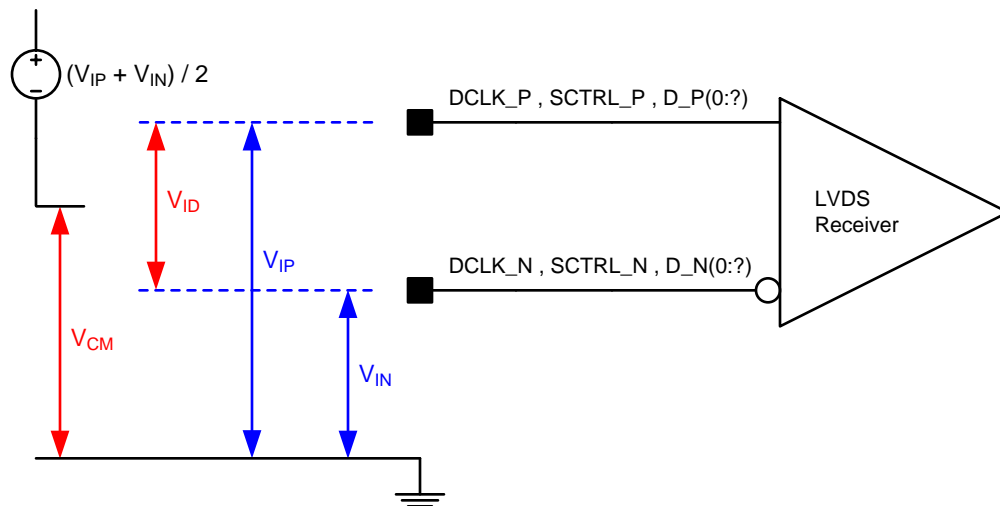 +
(VIP + VIN) / 2
−
DCLK_P , SCTRL_P , D_P(0:?)
VID
LVDS
Receiver
VIP
DCLK_N , SCTRL_N , D_N(0:?)
VCM
VIN